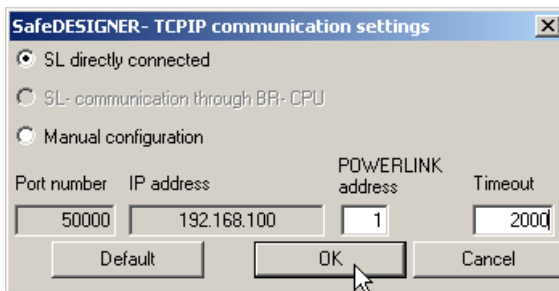 SafeDESIGNER- TCPIP communication settings
SL directly connected
SL- communication through BR- CPU
Manual configuration
POWERLINK
Port number IP address address Timeout
50000 192.168.100 1 2000
Default OK Cancel